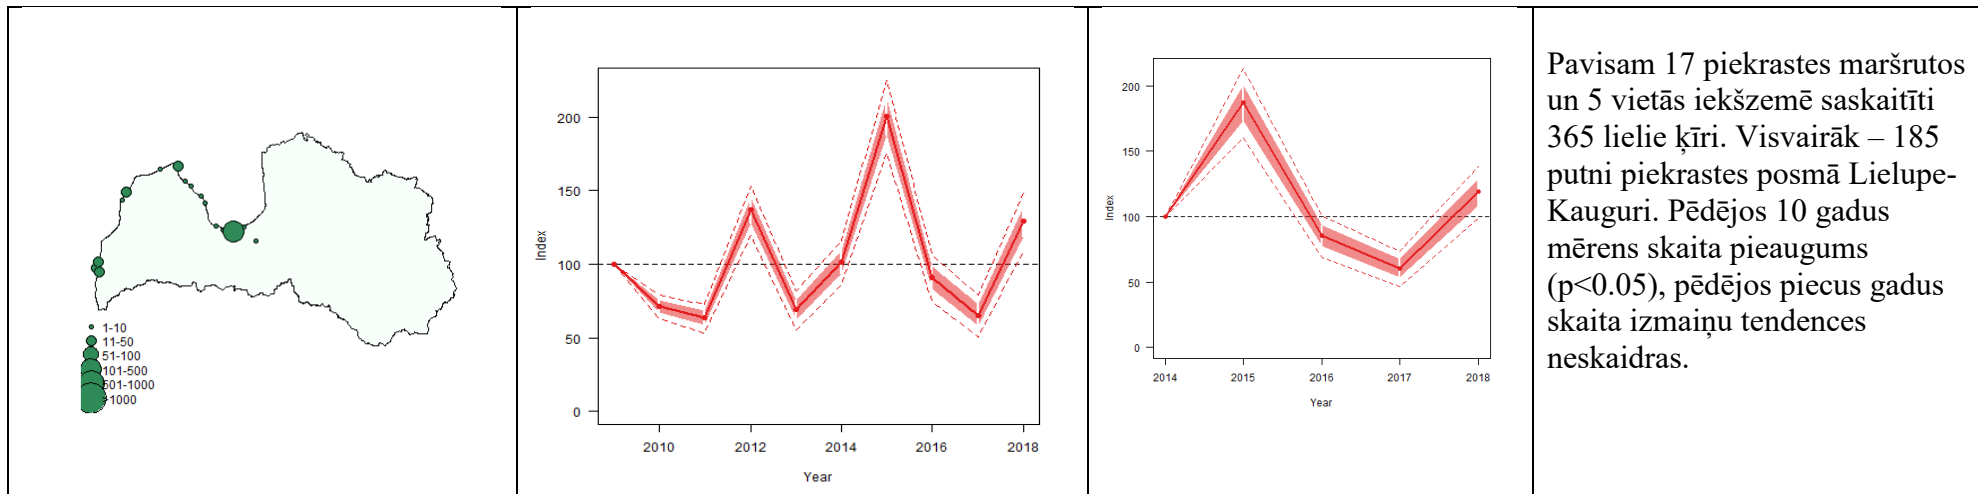 1-10
11-50
51-100
101-500
501-1000
>1000
Index
200
150
100
50
0
2010
2012
2014
2016
2018
Year
Index
200
150
100
50
0
2014
2015
2016
2017
2018
Year
Pavisam 17 piekrastes maršrutos
un 5 vietās iekšzemē saskaitīti
365 lielie ķīri. Visvairāk – 185
putni piekrastes posmā Lielupe-
Kauguri. Pēdējos 10 gadus
mērens skaita pieaugums
(p<0.05), pēdējos piecus gadus
skaita izmaiņu tendences
neskaidras.